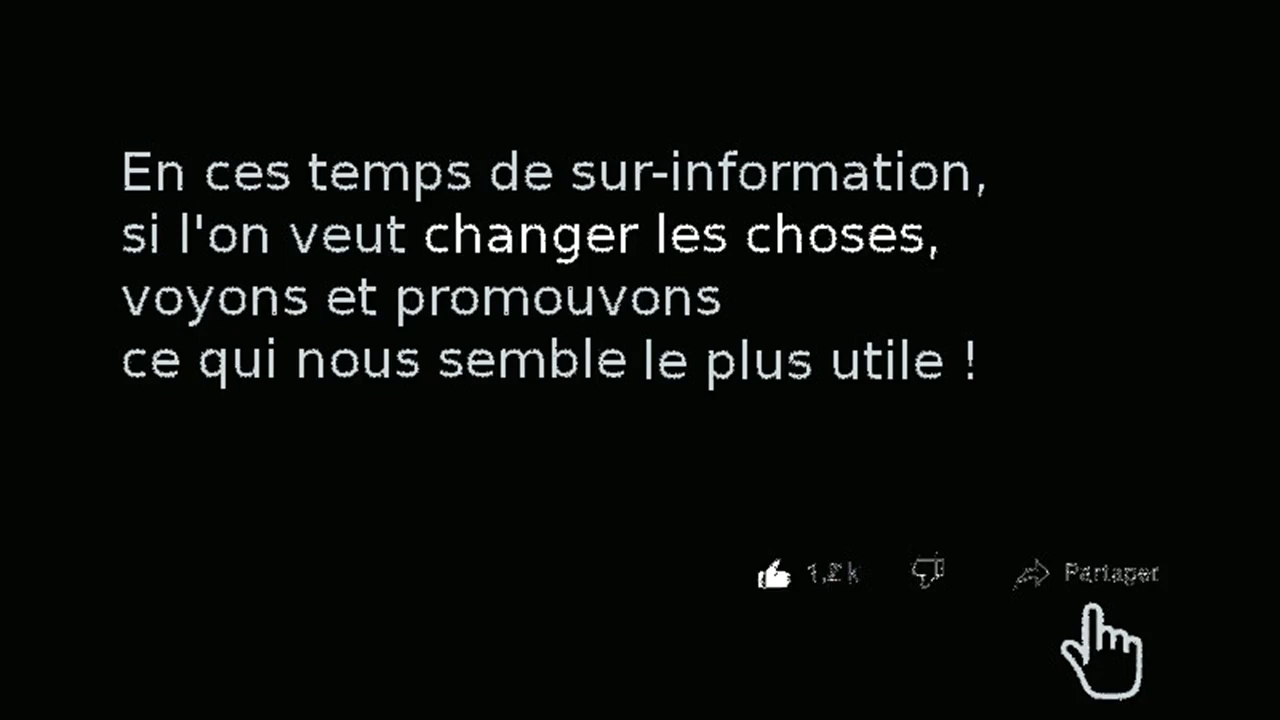 En ces temps de sur-information,
si l'on veut changer les choses,
voyons et promouvons
ce qui nous semble le plus utile !
1,2 k Partager